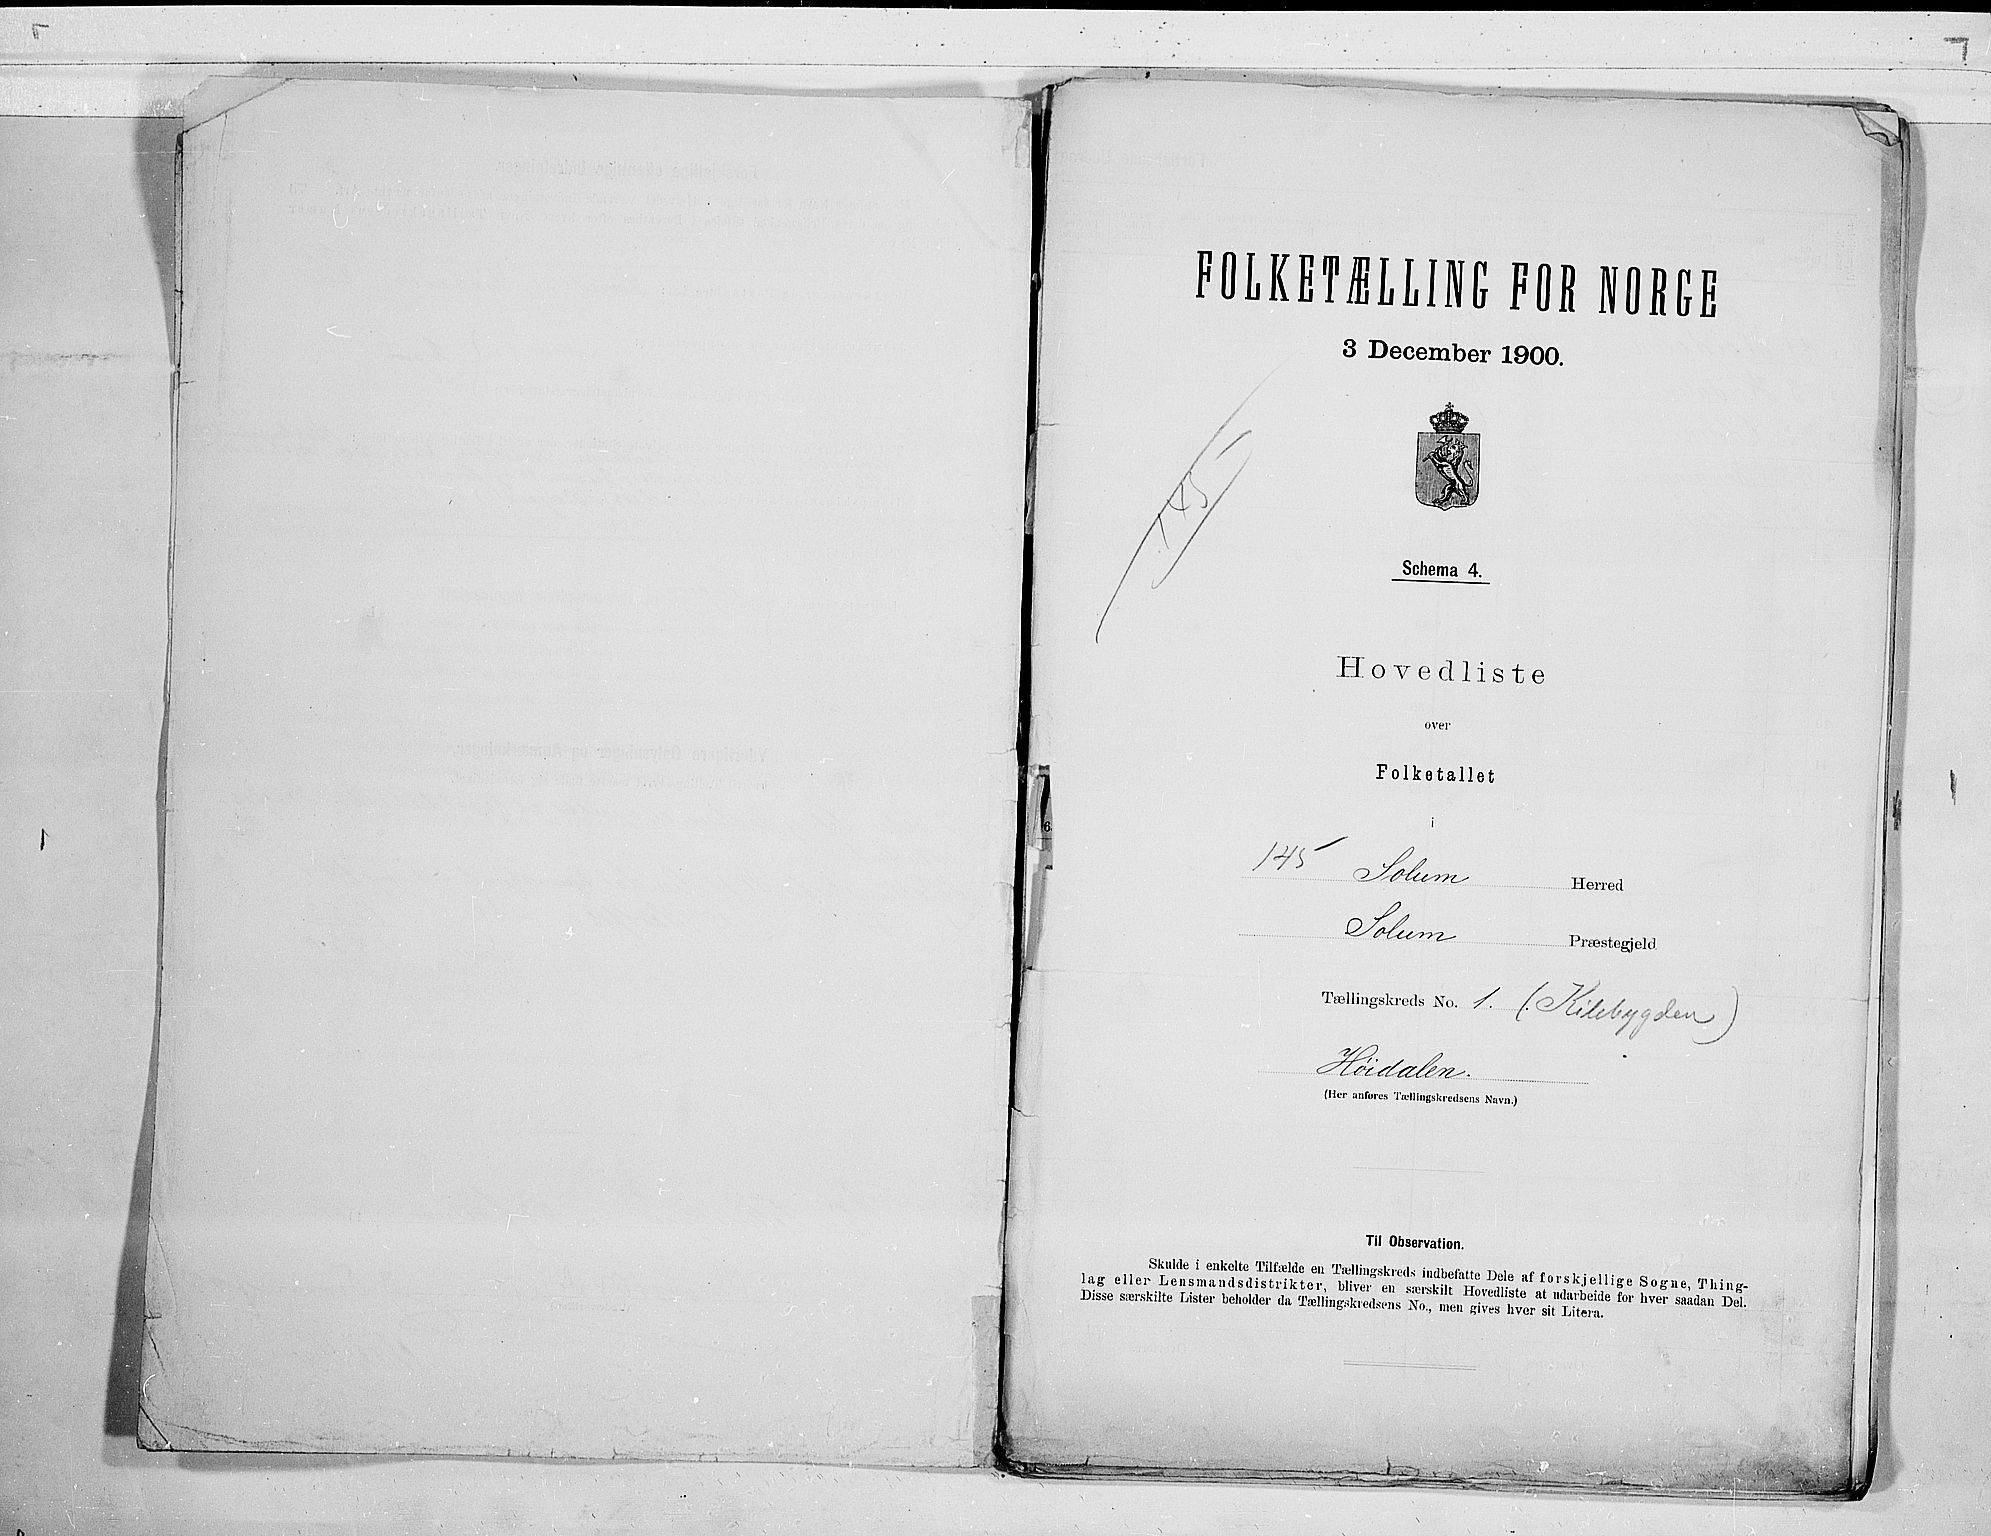 FOLKETÆLLING FOR NORGE
3 December 1900.
145
Schema 4.
Hovedliste
over
Folketallet
i
145 Solum Herred
Solum Præstegjeld
Tællingskreds No. 1. (Kilebygden)
Höidalen.
(Her anføres Tællingskredsens Navn.)
Til Observation.
Skulde i enkelte Tilfælde en Tællingskreds indbefatte Dele af forskjellige Sogne, Thing-
lag eller Lensmandsdistrikter, bliver en særskilt Hovedliste at udarbeide for hver saadan Del.
Disse særskilte Lister beholder da Tællingskredsens No., men gives hver sit Litera.